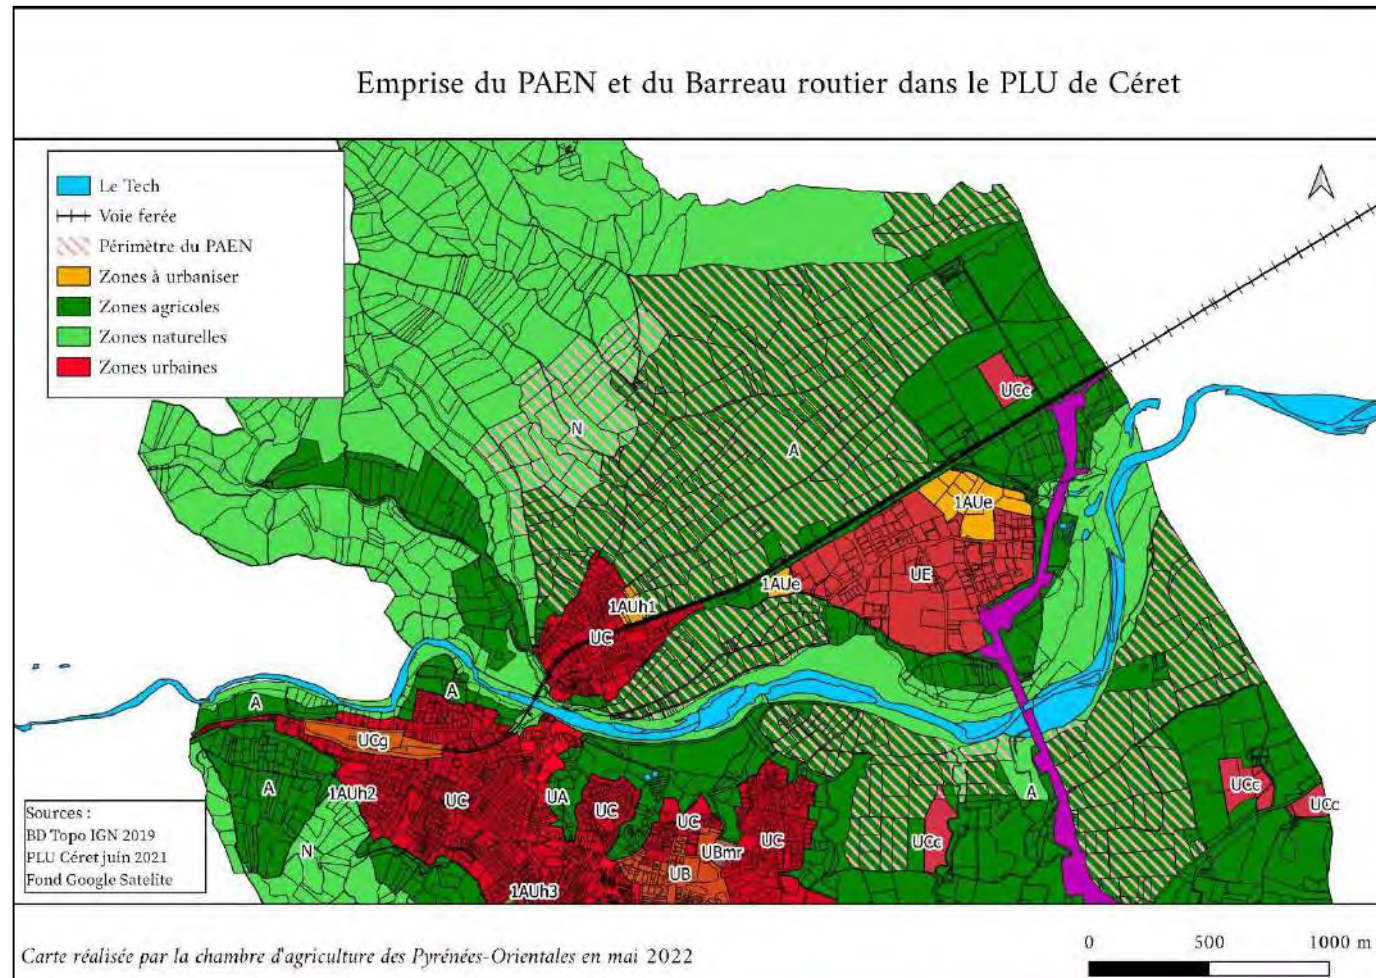 Emprise du PAEN et du Barreau routier dans le PLU de Céret
Le Tech
Voie ferée
Périmètre du PAEN
Zones à urbaniser
Zones agricoles
Zones naturelles
Zones urbaines
UCc
N
A
1AUe
UE
1AUe
1AUh1
UC
A
A
UCg
A
1AUh2
UC
UA
UC
UC
UBmr
UC
UB
UCc
A
UCc
UCc
N
1AUh3
Sources :
BD Topo IGN 2019
PLU Céret juin 2021
Fond Google Satelite
Carte réalisée par la chambre d'agriculture des Pyrénées-Orientales en mai 2022
0 500 1000 m